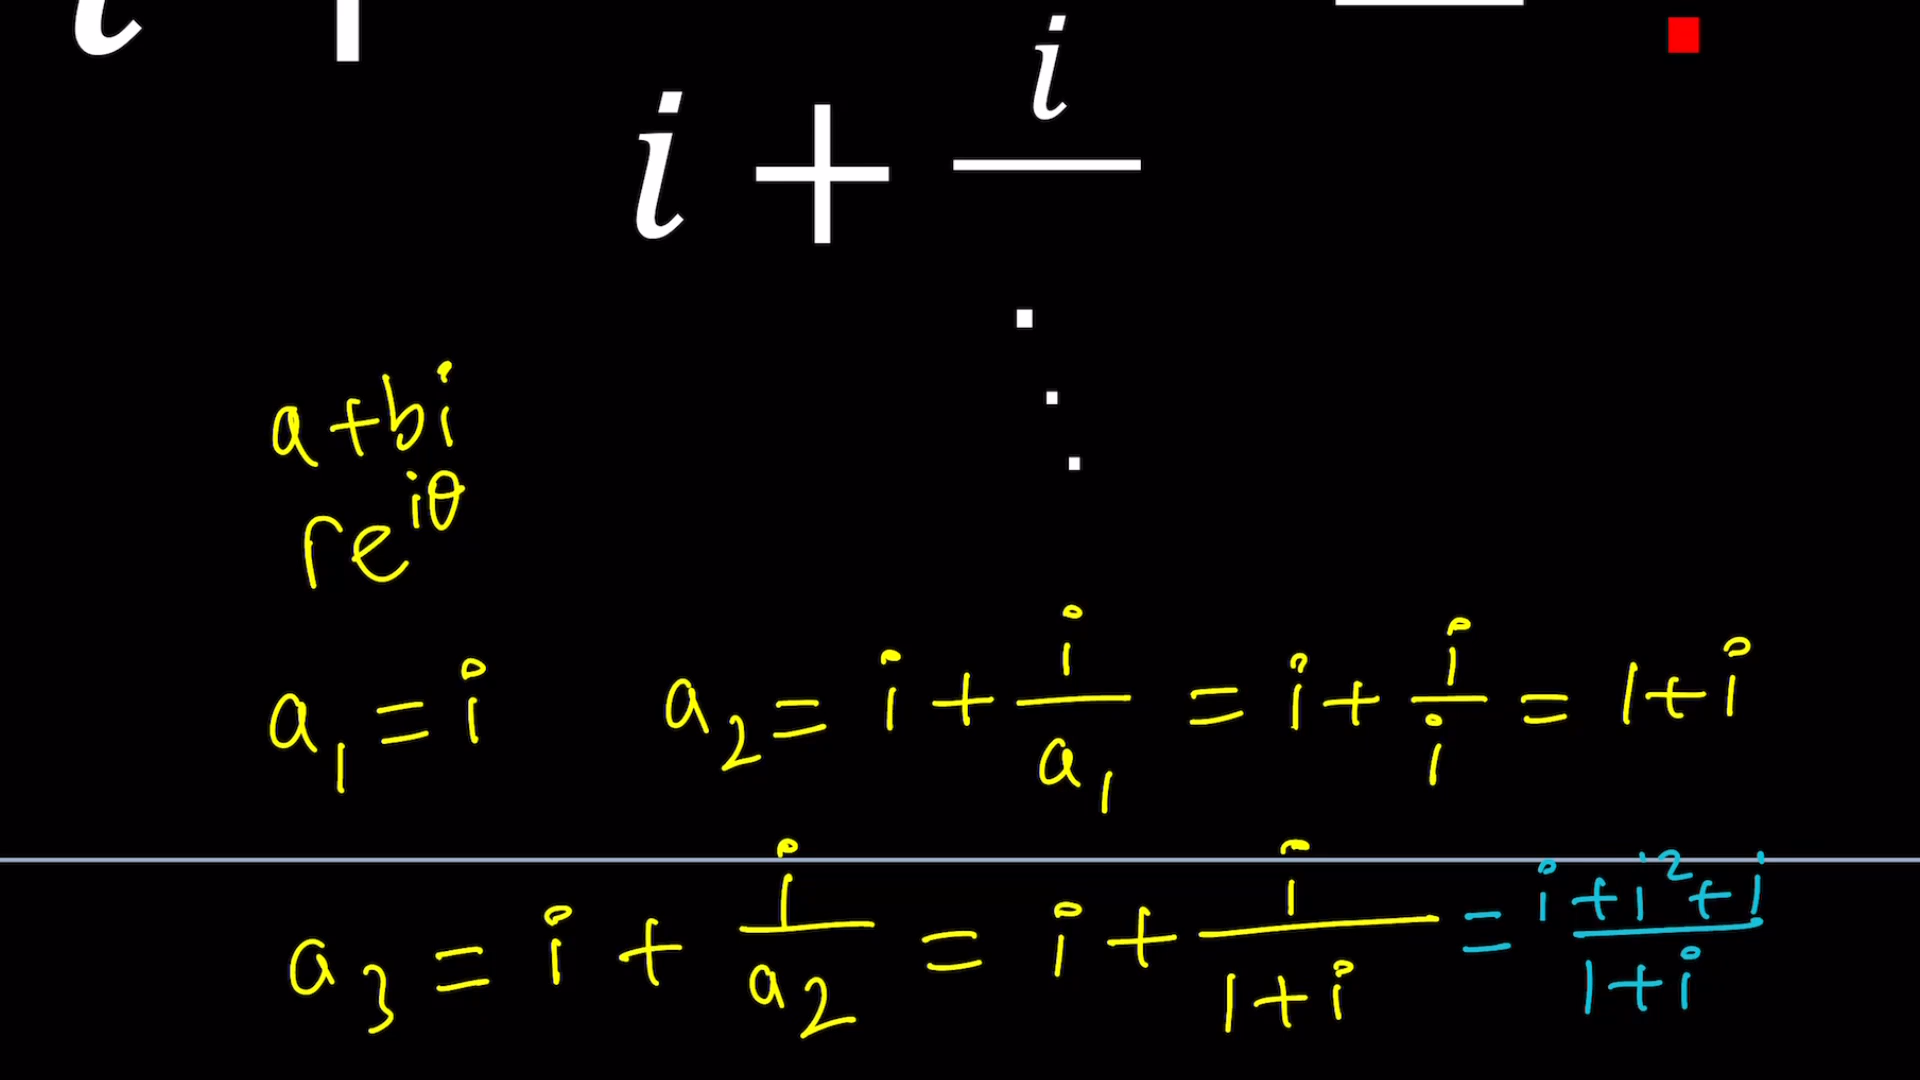 i +
i + i/
a + bi
re^{iθ}
a₁ = i    a₂ = i + i/a₁ = i + i/i = 1 + i
a₃ = i + i/a₂ = i + i/(1 + i) = (i + i² + i)/(1 + i)